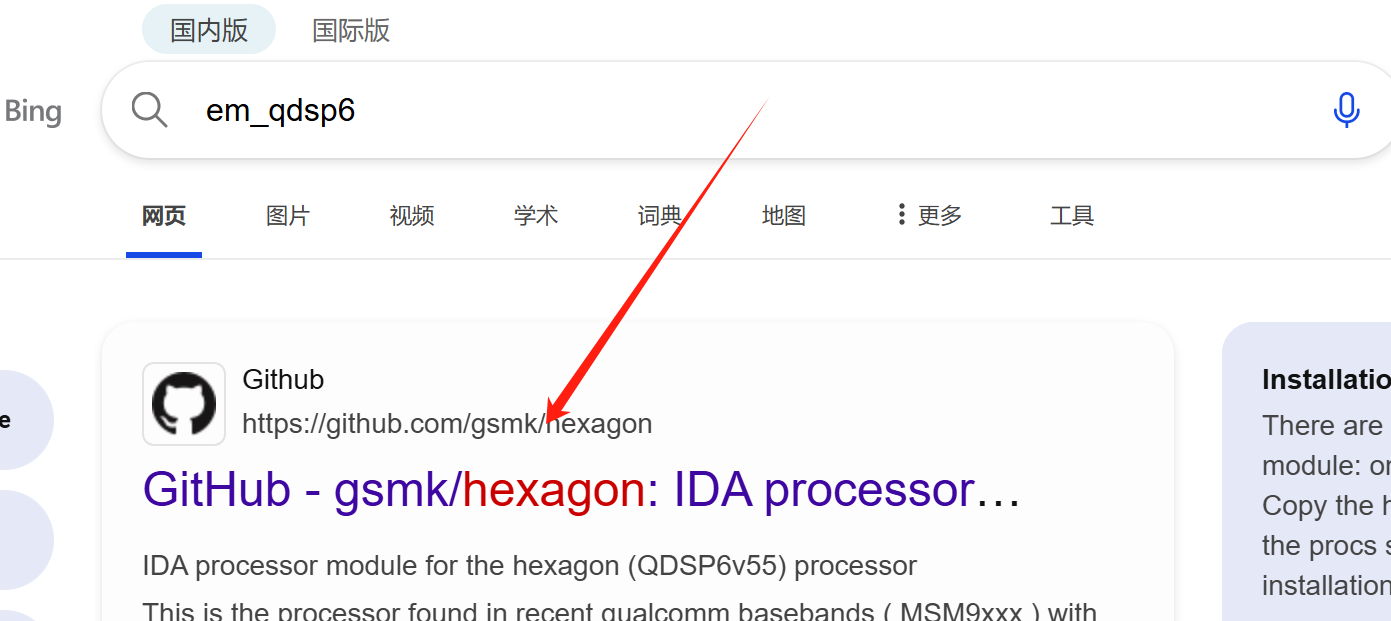 国内版 国际版
Bing em_qdsp6
网页 图片 视频 学术 词典 地图 更多 工具
Github
https://github.com/gsmk/hexagon
GitHub - gsmk/hexagon: IDA processor…
IDA processor module for the hexagon (QDSP6v55) processor
This is the processor found in recent qualcomm basebands ( MSM9xxx ) with
e
Installatio
There are
module: or
Copy the h
the procs s
installation